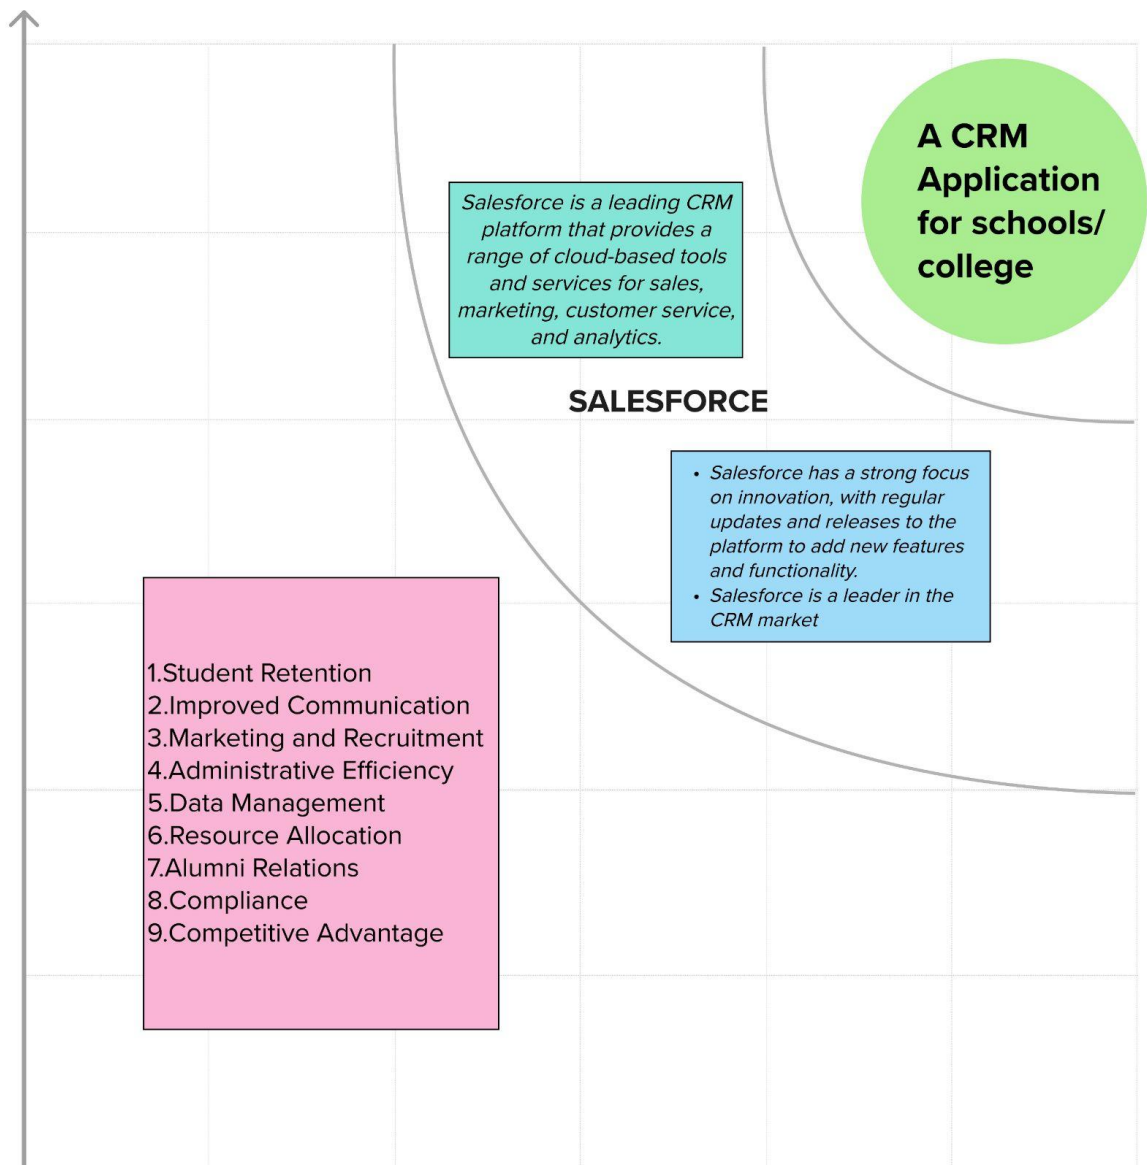 A CRM
Application
for schools/
college
Salesforce is a leading CRM
platform that provides a
range of cloud-based tools
and services for sales,
marketing, customer service,
and analytics.
SALESFORCE
• Salesforce has a strong focus
on innovation, with regular
updates and releases to the
platform to add new features
and functionality.
• Salesforce is a leader in the
CRM market
1.Student Retention
2.Improved Communication
3.Marketing and Recruitment
4.Administrative Efficiency
5.Data Management
6.Resource Allocation
7.Alumni Relations
8.Compliance
9.Competitive Advantage